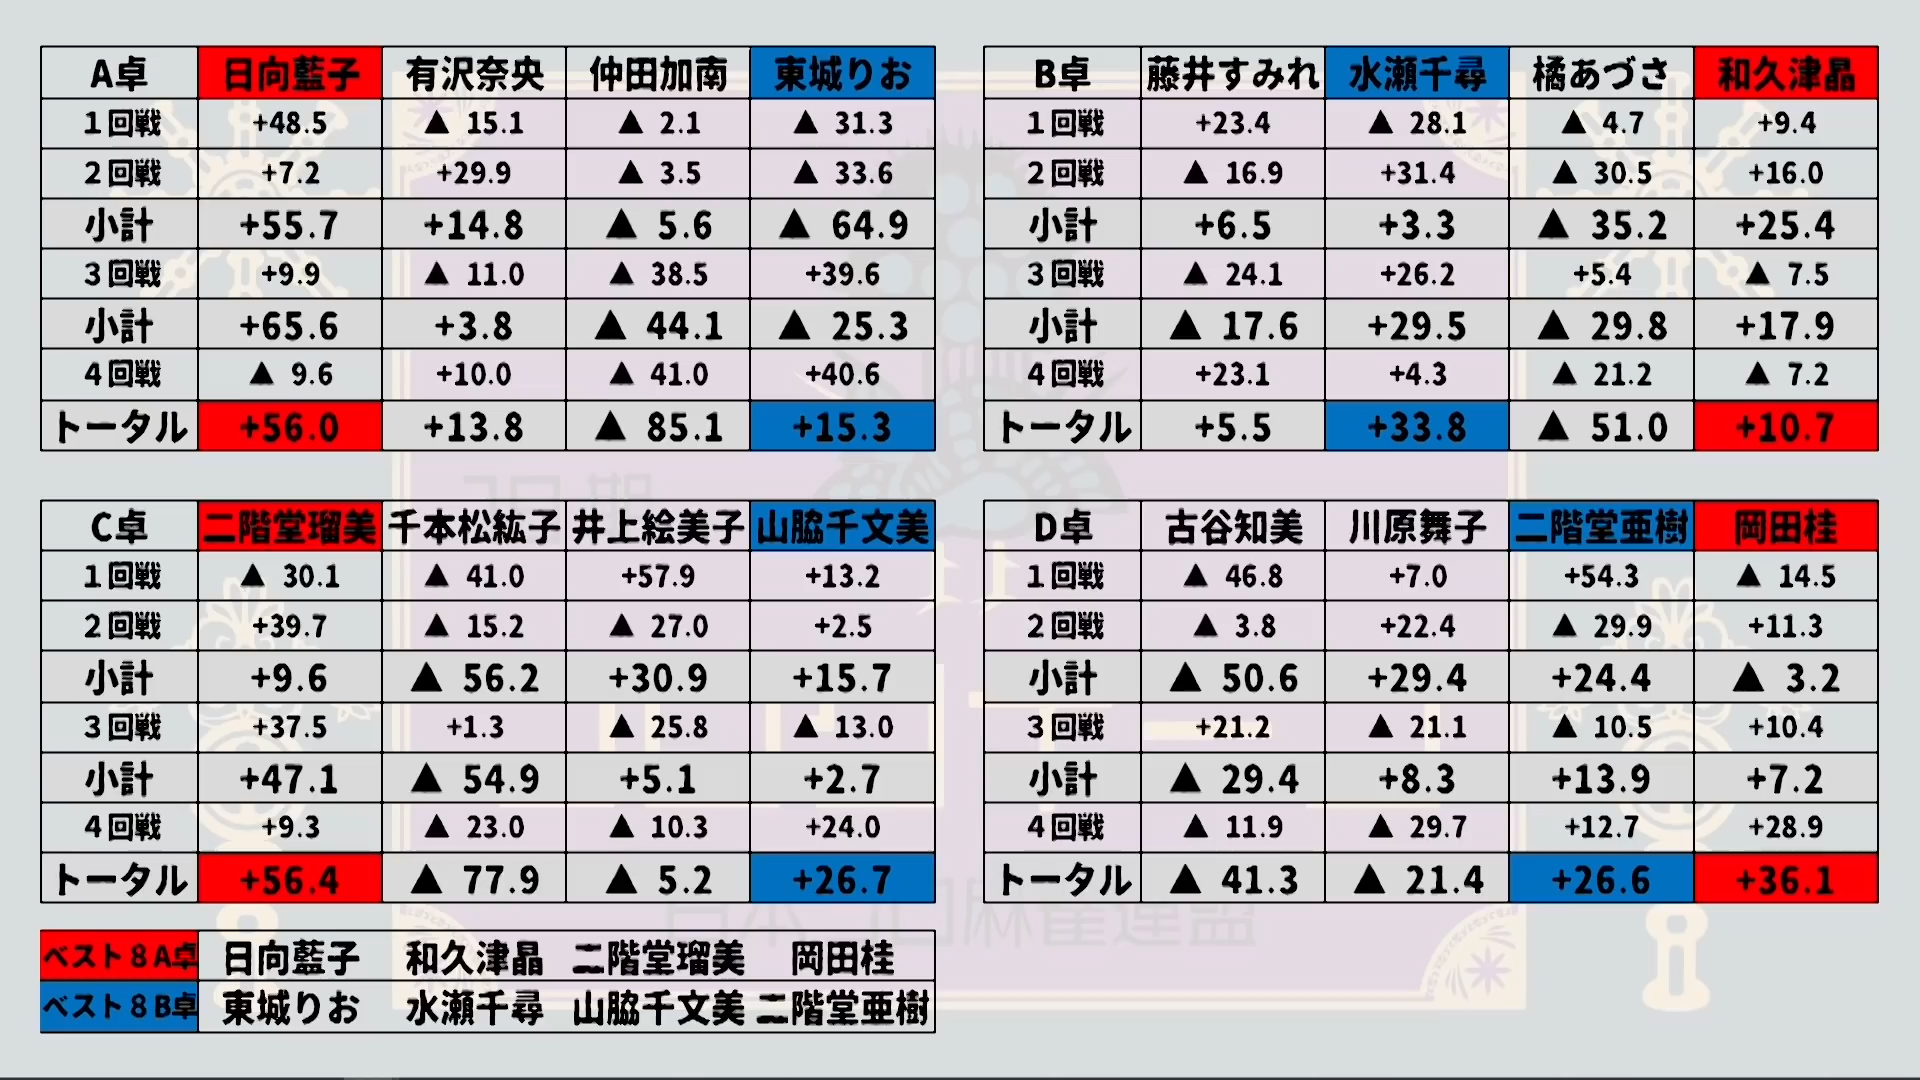 A卓 日向藍子 有沢奈央 仲田加南 東城りお
1回戦 +48.5 ▲ 15.1 ▲ 2.1 ▲ 31.3
2回戦 +7.2 +29.9 ▲ 3.5 ▲ 33.6
小計 +55.7 +14.8 ▲ 5.6 ▲ 64.9
3回戦 +9.9 ▲ 11.0 ▲ 38.5 +39.6
小計 +65.6 +3.8 ▲ 44.1 ▲ 25.3
4回戦 ▲ 9.6 +10.0 ▲ 41.0 +40.6
トータル +56.0 +13.8 ▲ 85.1 +15.3
B卓 藤井すみれ 水瀬千尋 橘あづさ 和久津晶
1回戦 +23.4 ▲ 28.1 ▲ 4.7 +9.4
2回戦 ▲ 16.9 +31.4 ▲ 30.5 +16.0
小計 +6.5 +3.3 ▲ 35.2 +25.4
3回戦 ▲ 24.1 +26.2 +5.4 ▲ 7.5
小計 ▲ 17.6 +29.5 ▲ 29.8 +17.9
4回戦 +23.1 +4.3 ▲ 21.2 ▲ 7.2
トータル +5.5 +33.8 ▲ 51.0 +10.7
C卓 二階堂瑠美 千本松紘子 井上絵美子 山脇千文美
1回戦 ▲ 30.1 ▲ 41.0 +57.9 +13.2
2回戦 +39.7 ▲ 15.2 ▲ 27.0 +2.5
小計 +9.6 ▲ 56.2 +30.9 +15.7
3回戦 +37.5 +1.3 ▲ 25.8 ▲ 13.0
小計 +47.1 ▲ 54.9 +5.1 +2.7
4回戦 +9.3 ▲ 23.0 ▲ 10.3 +24.0
トータル +56.4 ▲ 77.9 ▲ 5.2 +26.7
D卓 古谷知美 川原舞子 二階堂亜樹 岡田桂
1回戦 ▲ 46.8 +7.0 +54.3 ▲ 14.5
2回戦 ▲ 3.8 +22.4 ▲ 29.9 +11.3
小計 ▲ 50.6 +29.4 +24.4 ▲ 3.2
3回戦 +21.2 ▲ 21.1 ▲ 10.5 +10.4
小計 ▲ 29.4 +8.3 +13.9 +7.2
4回戦 ▲ 11.9 ▲ 29.7 +12.7 +28.9
トータル ▲ 41.3 ▲ 21.4 +26.6 +36.1
ベスト8A卓 日向藍子 和久津晶 二階堂瑠美 岡田桂
ベスト8B卓 東城りお 水瀬千尋 山脇千文美 二階堂亜樹